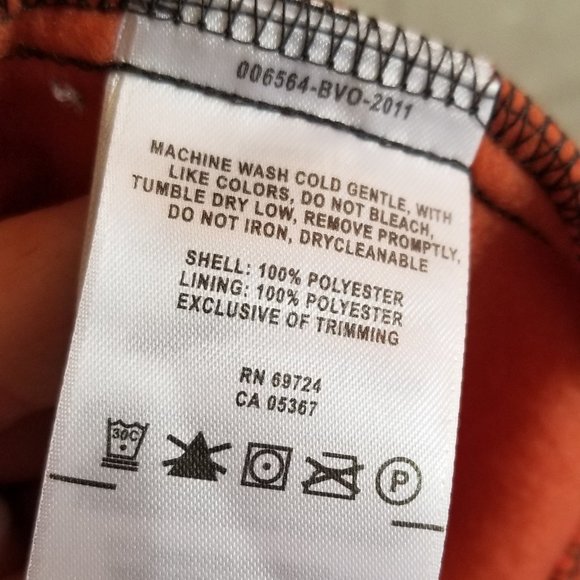 006564-BVO-2011
MACHINE WASH COLD GENTLE, WITH
LIKE COLORS, DO NOT BLEACH,
TUMBLE DRY LOW, REMOVE PROMPTLY,
DO NOT IRON, DRYCLEANABLE
SHELL: 100% POLYESTER
LINING: 100% POLYESTER
EXCLUSIVE OF TRIMMING
RN 69724
CA 05367
30C P